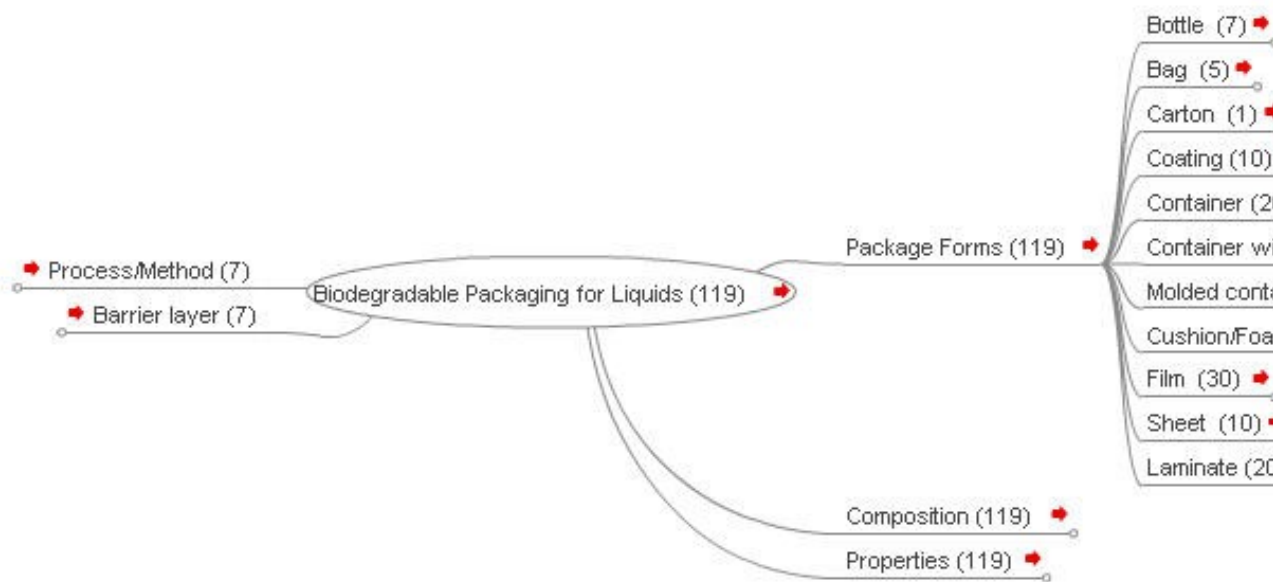 Bottle (7)
Bag (5)
Carton (1)
Coating (10)
Container
Package Forms (119)
Container
Process/Method (7)
Biodegradable Packaging for Liquids (119)
Molded
Barrier layer (7)
Film (30)
Sheet (10)
Laminate
Composition (119)
Properties (119)